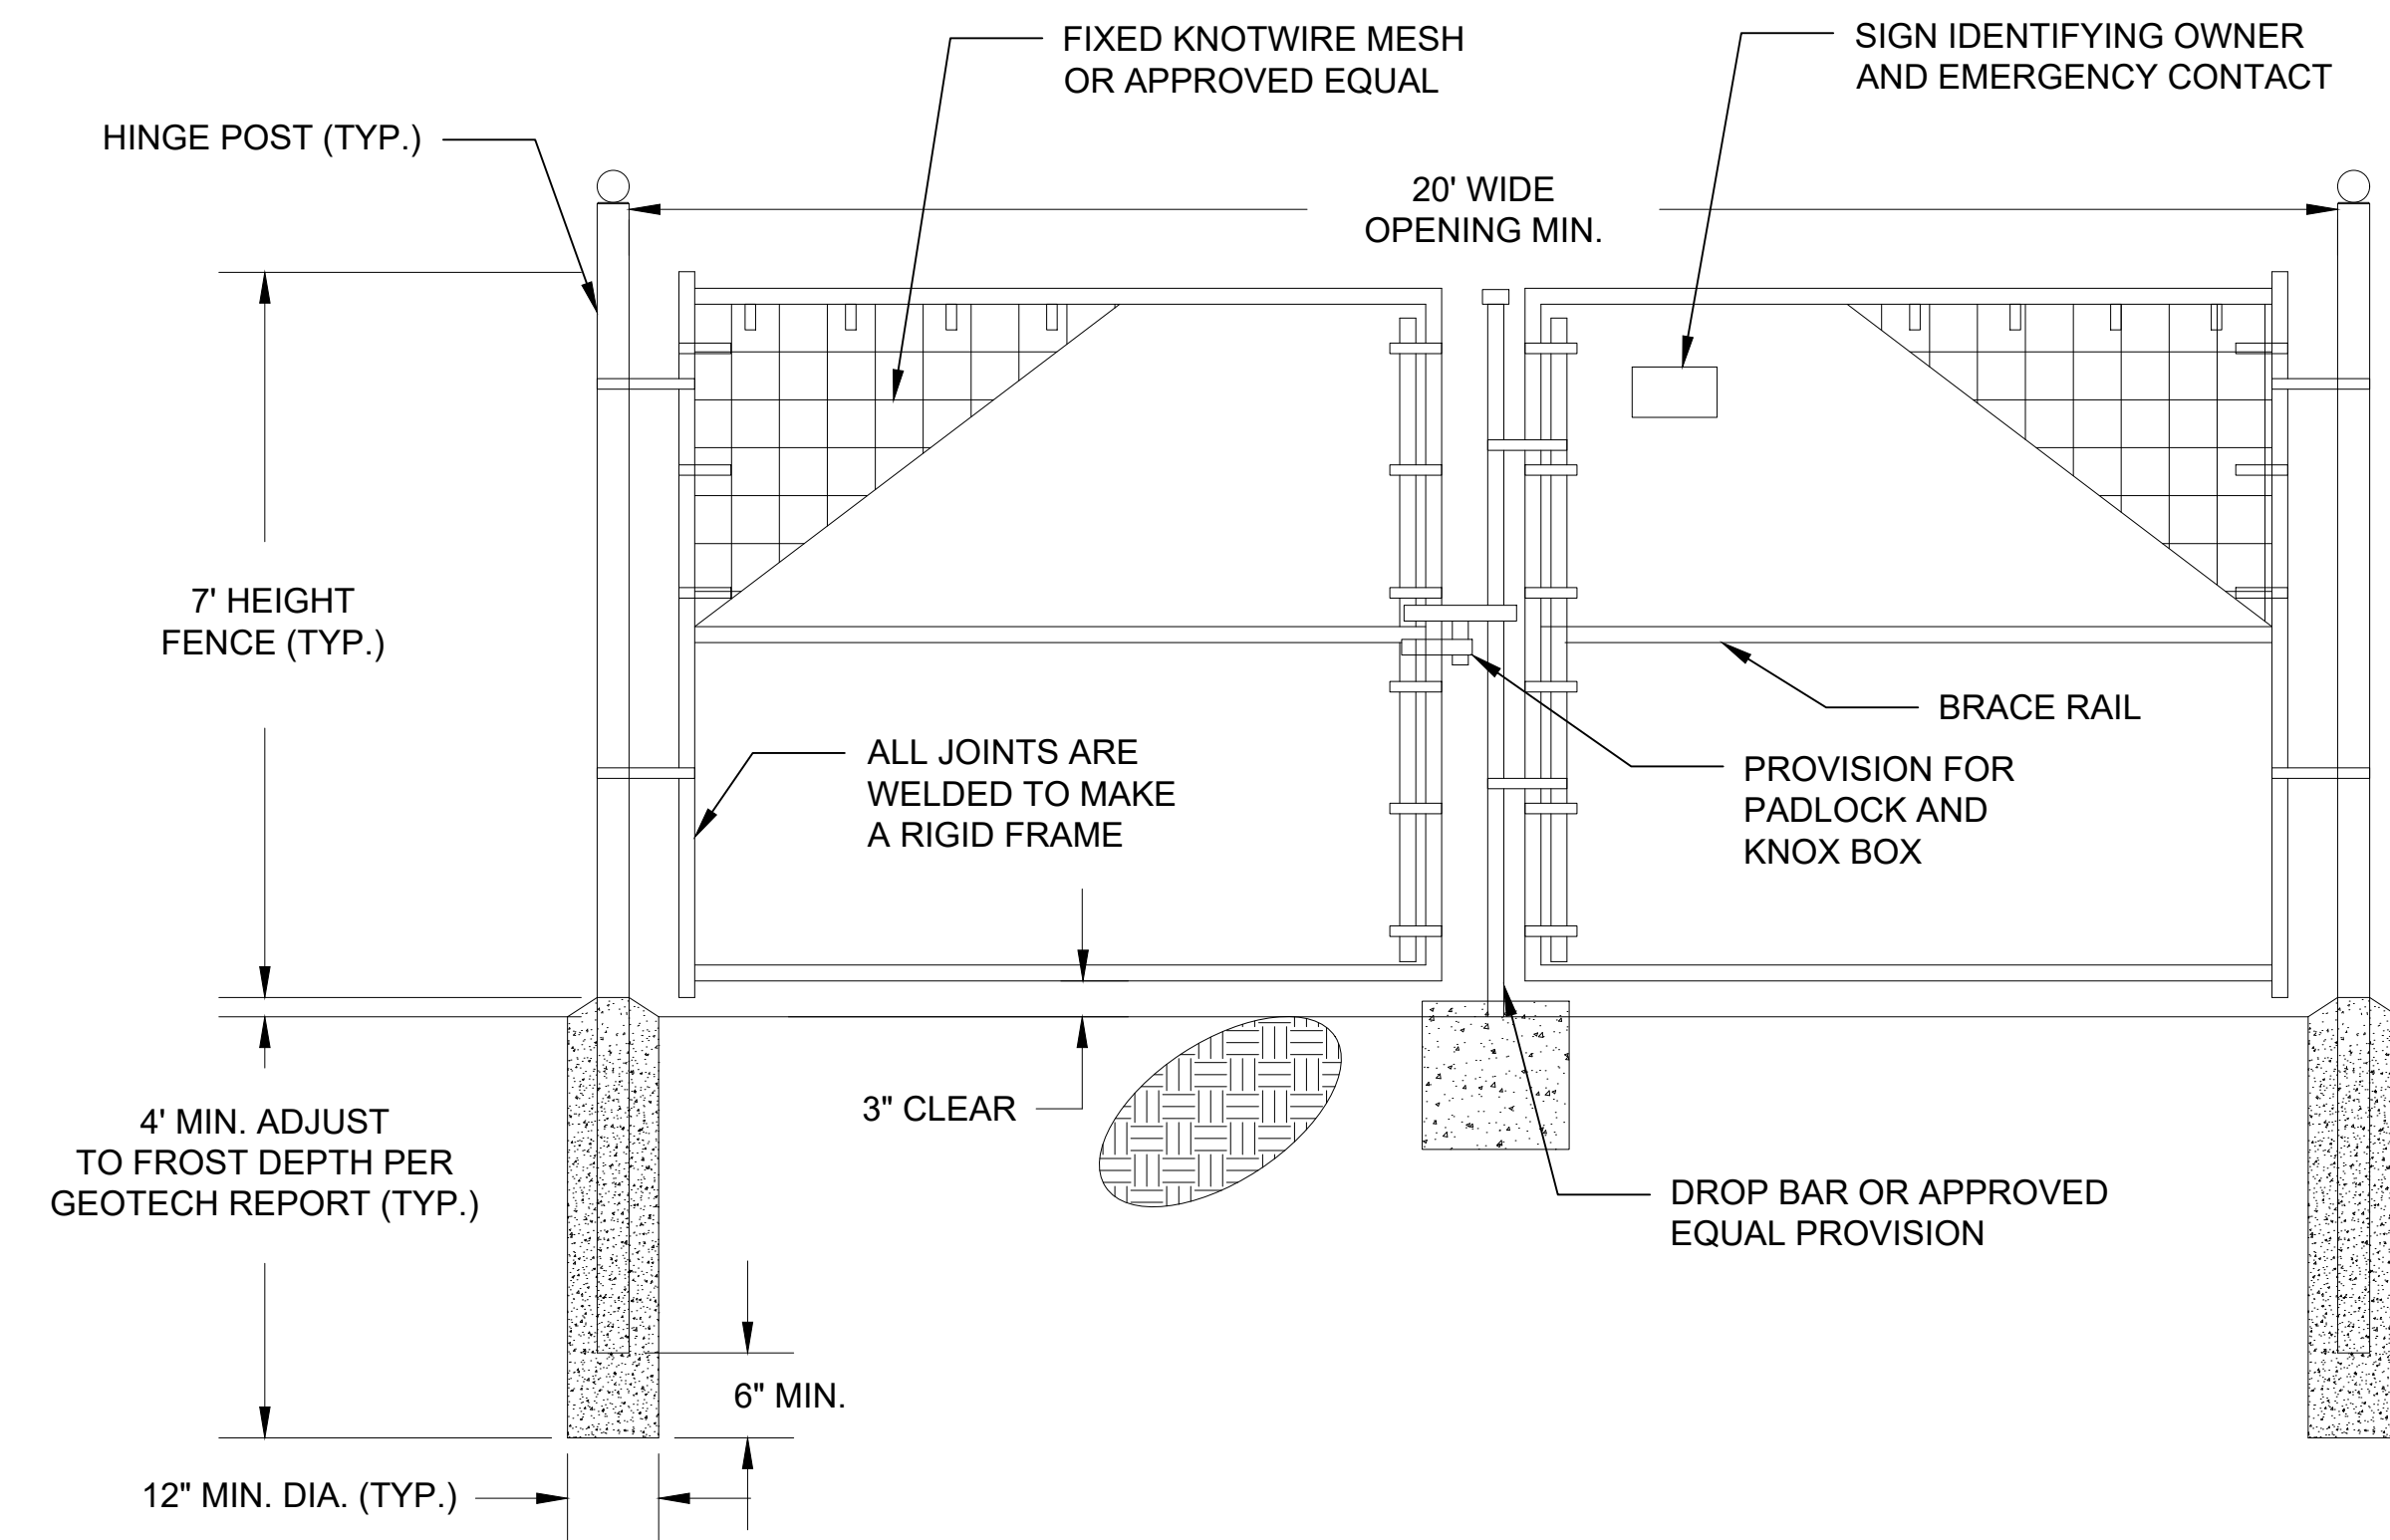 FIXED KNOTWIRE MESH
OR APPROVED EQUAL
SIGN IDENTIFYING OWNER
AND EMERGENCY CONTACT
HINGE POST (TYP.)
20' WIDE
OPENING MIN.
7' HEIGHT
FENCE (TYP.)
BRACE RAIL
ALL JOINTS ARE
WELDED TO MAKE
A RIGID FRAME
PROVISION FOR
PADLOCK AND
KNOX BOX
3" CLEAR
4' MIN. ADJUST
TO FROST DEPTH PER
GEOTECH REPORT (TYP.)
DROP BAR OR APPROVED
EQUAL PROVISION
6" MIN.
12" MIN. DIA. (TYP.)